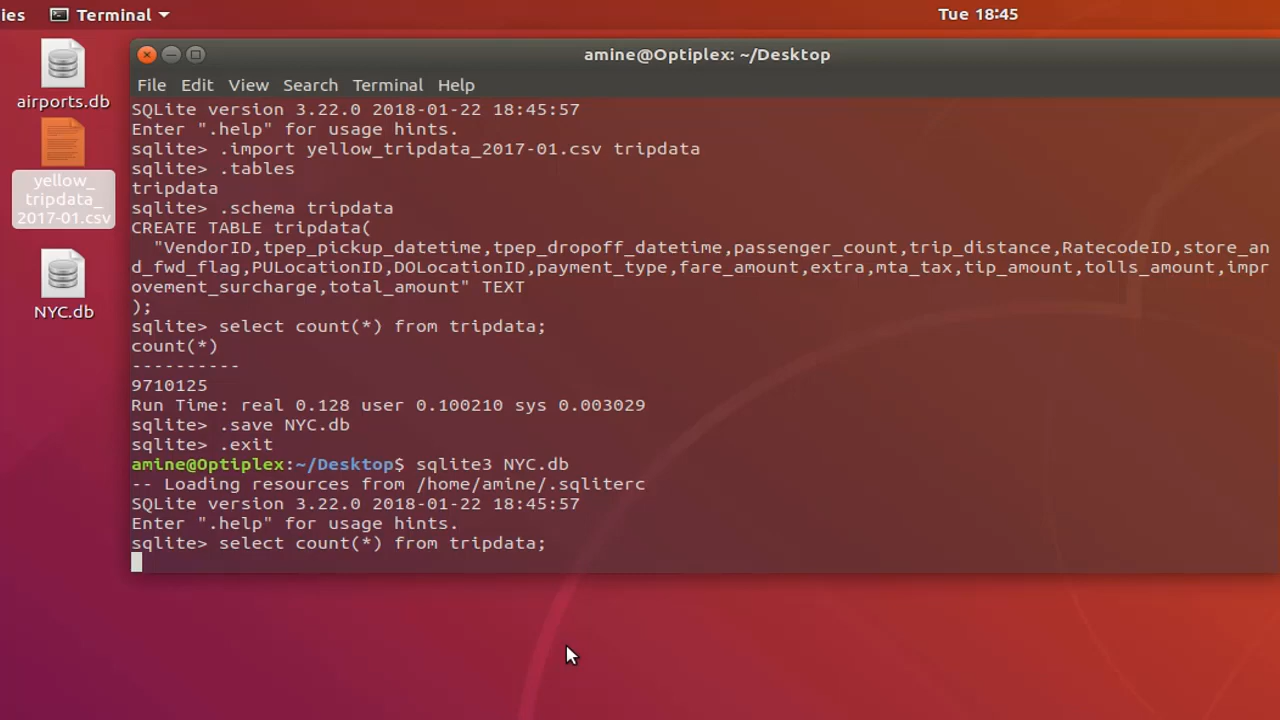 ies Terminal Tue 18:45
airports.db
yellow_
tripdata_
2017-01.csv
NYC.db
amine@Optiplex: ~/Desktop
File Edit View Search Terminal Help
SQLite version 3.22.0 2018-01-22 18:45:57
Enter ".help" for usage hints.
sqlite> .import yellow_tripdata_2017-01.csv tripdata
sqlite> .tables
tripdata
sqlite> .schema tripdata
CREATE TABLE tripdata(
  "VendorID,tpep_pickup_datetime,tpep_dropoff_datetime,passenger_count,trip_distance,RatecodeID,store_an
d_fwd_flag,PULocationID,DOLocationID,payment_type,fare_amount,extra,mta_tax,tip_amount,tolls_amount,impr
ovement_surcharge,total_amount" TEXT
);
sqlite> select count(*) from tripdata;
count(*)
----------
9710125
Run Time: real 0.128 user 0.100210 sys 0.003029
sqlite> .save NYC.db
sqlite> .exit
amine@Optiplex:~/Desktop$ sqlite3 NYC.db
-- Loading resources from /home/amine/.sqliterc
SQLite version 3.22.0 2018-01-22 18:45:57
Enter ".help" for usage hints.
sqlite> select count(*) from tripdata;